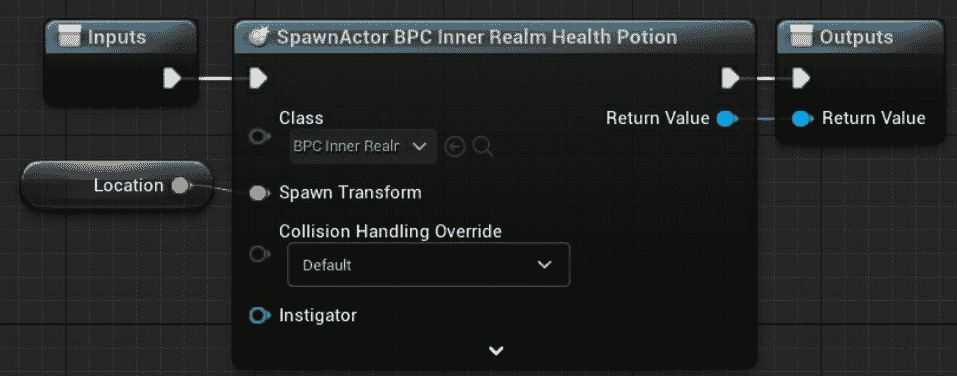 Inputs
SpawnActor BPC Inner Realm Health Potion
Outputs
Class
Return Value
Return Value
BPC Inner Realr
Location
Spawn Transform
Collision Handling Override
Default
Instigator